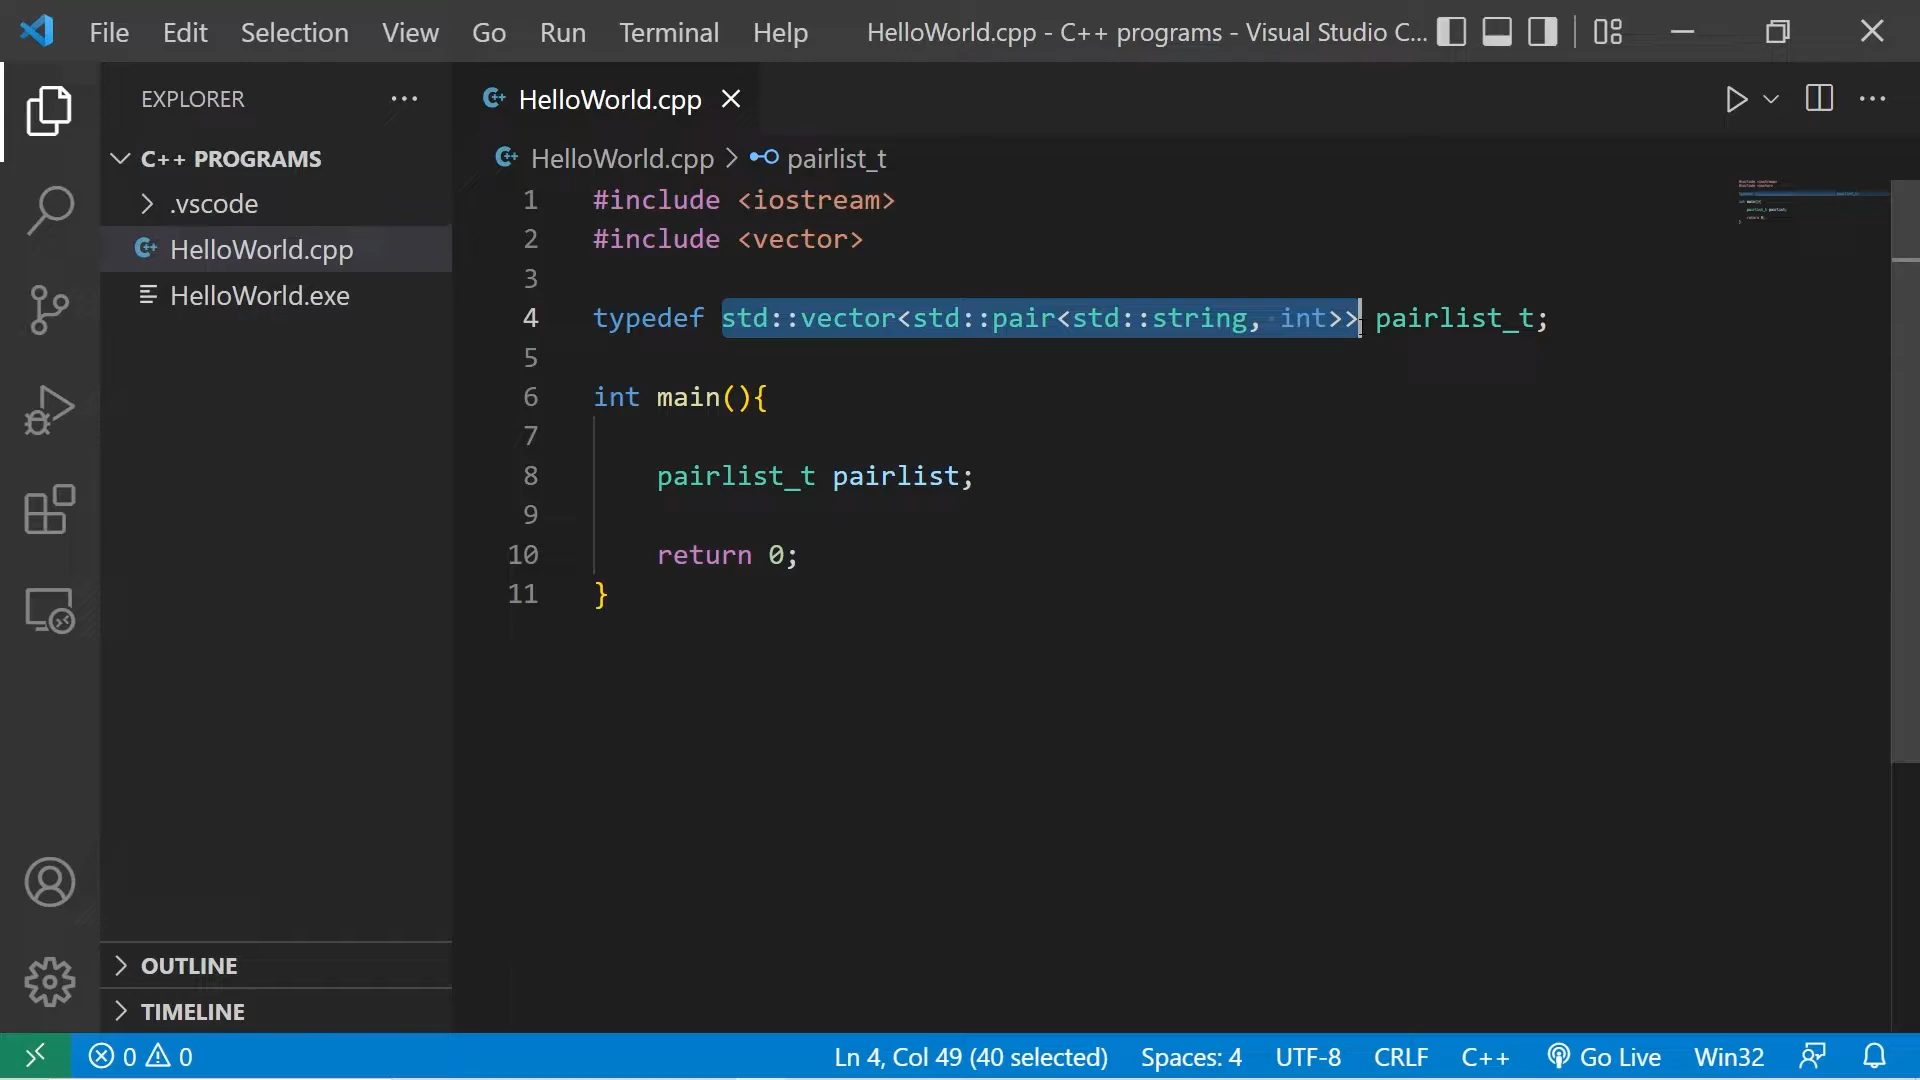 File Edit Selection View Go Run Terminal Help HelloWorld.cpp - C++ programs - Visual Studio C...
EXPLORER
C++ PROGRAMS
.vscode
HelloWorld.cpp
HelloWorld.exe
OUTLINE
TIMELINE
HelloWorld.cpp
HelloWorld.cpp > pairlist_t
1 #include <iostream>
2 #include <vector>
3
4 typedef std::vector<std::pair<std::string, int>> pairlist_t;
5
6 int main(){
7
8 pairlist_t pairlist;
9
10 return 0;
11 }
0 0 Ln 4, Col 49 (40 selected) Spaces: 4 UTF-8 CRLF C++ Go Live Win32